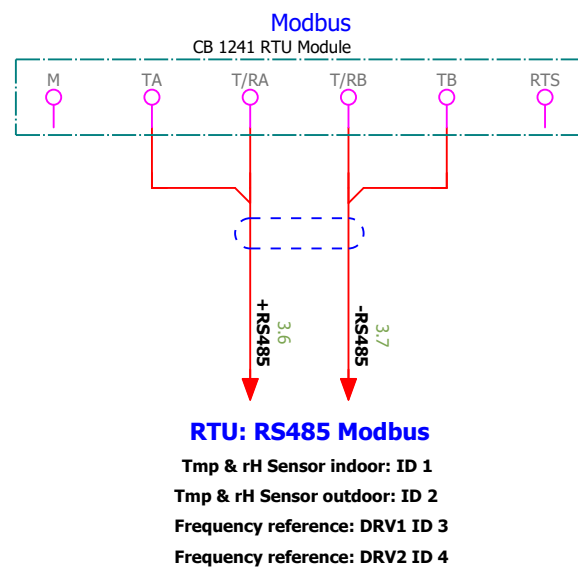 Modbus
CB 1241 RTU Module
M TA T/RA T/RB TB RTS
+RS485 3.6 -RS485 3.7
RTU: RS485 Modbus
Tmp & rH Sensor indoor: ID 1
Tmp & rH Sensor outdoor: ID 2
Frequency reference: DRV1 ID 3
Frequency reference: DRV2 ID 4